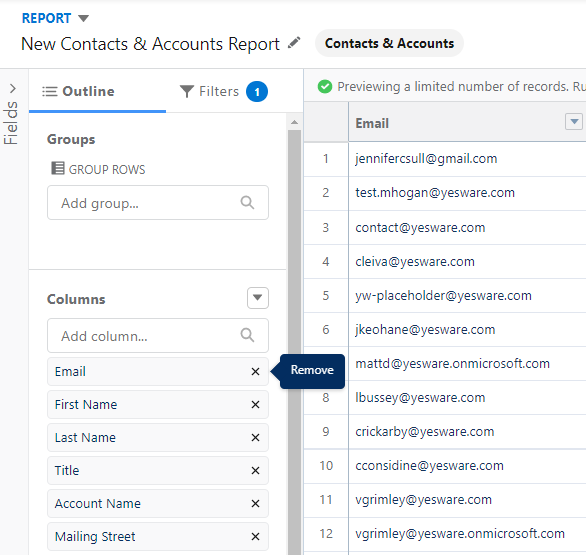 REPORT
New Contacts & Accounts Report
Contacts & Accounts
Fields
Outline
Filters
1
Groups
GROUP ROWS
Add group...
Columns
Add column...
Email
Remove
First Name
Last Name
Title
Account Name
Mailing Street
Previewing a limited number of records. Ru
Email
1 jennifercsull@gmail.com
2 test.mhogan@yesware.com
3 contact@yesware.com
4 cleiva@yesware.com
5 yw-placeholder@yesware.com
6 jkeohane@yesware.com
mattd@yesware.onmicrosoft.com
8 lbussey@yesware.com
9 crickarby@yesware.com
10 cconsidine@yesware.com
11 vgrimley@yesware.com
12 vgrimley@yesware.onmicrosoft.com